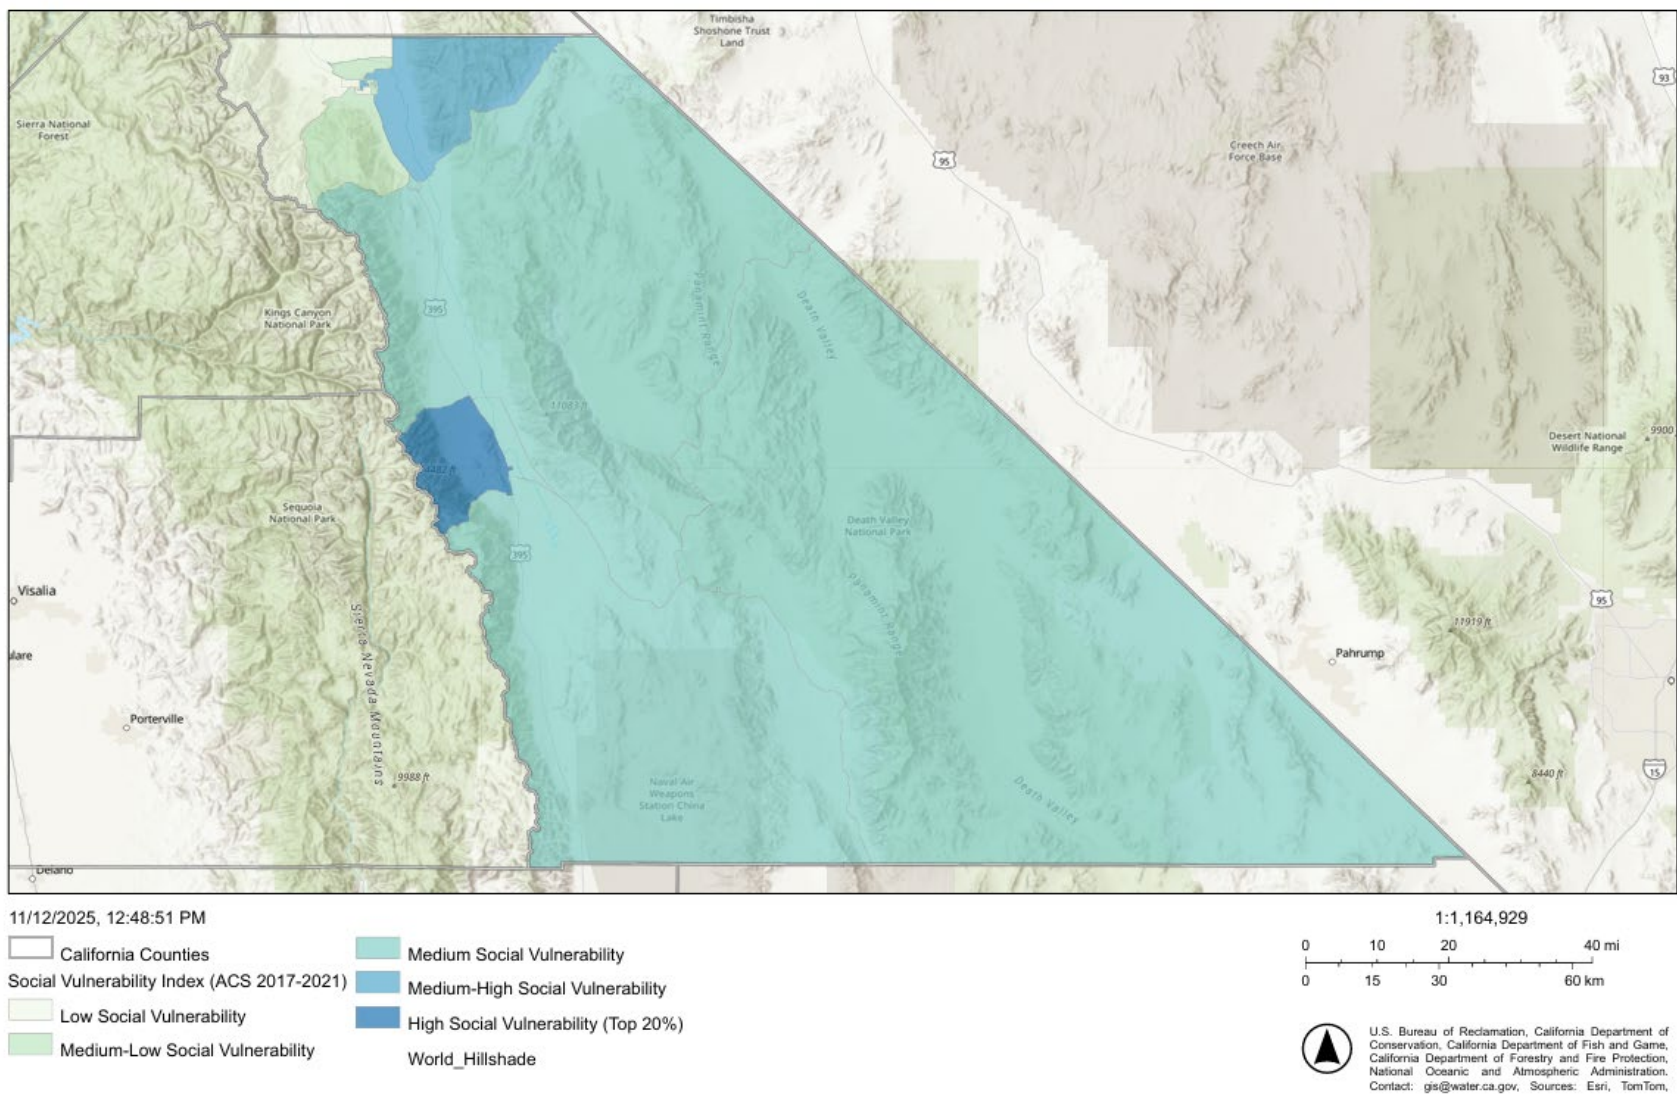 Timbisha
Shoshone Trust
Land
93
Sierra National
Forest
95
Creech Air
Force Base
395
Kings Canyon
National Park
Panamint Range
Death Valley
11083 ft
9900
Desert National
Wildlife Range
Sequoia
National Park
Death Valley
National Park
395
Visalia
Panamint Range
95
Sierra Nevada Mountains
11919 ft
ulare
Pahrump
Porterville
9988 ft
Naval Air
Weapons
Station China
Lake
Death Valley
8440 ft
15
Delano
11/12/2025, 12:48:51 PM
California Counties
Social Vulnerability Index (ACS 2017-2021)
Low Social Vulnerability
Medium-Low Social Vulnerability
Medium Social Vulnerability
Medium-High Social Vulnerability
High Social Vulnerability (Top 20%)
World_Hillshade
1:1,164,929
0 10 20 40 mi
0 15 30 60 km
U.S. Bureau of Reclamation, California Department of
Conservation, California Department of Fish and Game,
California Department of Forestry and Fire Protection,
National Oceanic and Atmospheric Administration.
Contact: gis@water.ca.gov, Sources: Esri, TomTom,